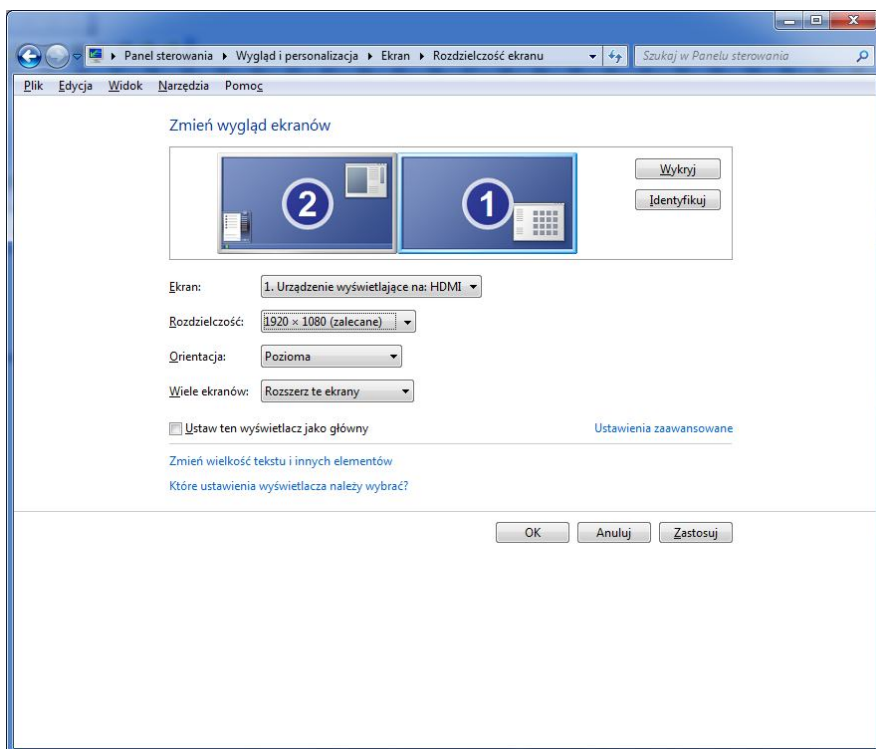 Panel sterowania ▸ Wygląd i personalizacja ▸ Ekran ▸ Rozdzielczość ekranu Szukaj w Panelu sterowania
Plik Edycja Widok Narzędzia Pomoc
Zmień wygląd ekranów
2 1
Wykryj
Identyfikuj
Ekran: 1. Urządzenie wyświetlające na: HDMI
Rozdzielczość: 1920 × 1080 (zalecane)
Orientacja: Pozioma
Wiele ekranów: Rozszerz te ekrany
Ustaw ten wyświetlacz jako główny Ustawienia zaawansowane
Zmień wielkość tekstu i innych elementów
Które ustawienia wyświetlacza należy wybrać?
OK Anuluj Zastosuj